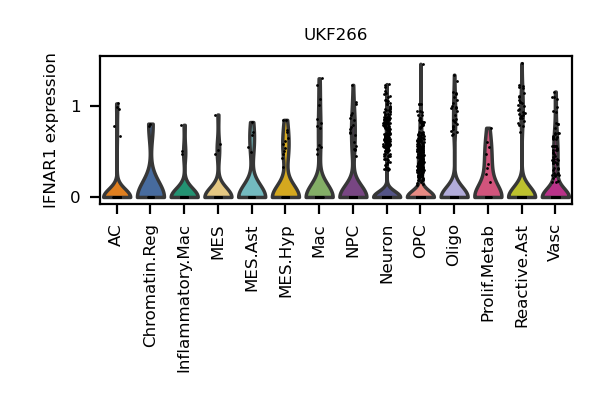 UKF266
IFNAR1 expression
1
0
AC
Chromatin.Reg
Inflammatory.Mac
MES
MES.Ast
MES.Hyp
Mac
NPC
Neuron
OPC
Oligo
Prolif.Metab
Reactive.Ast
Vasc